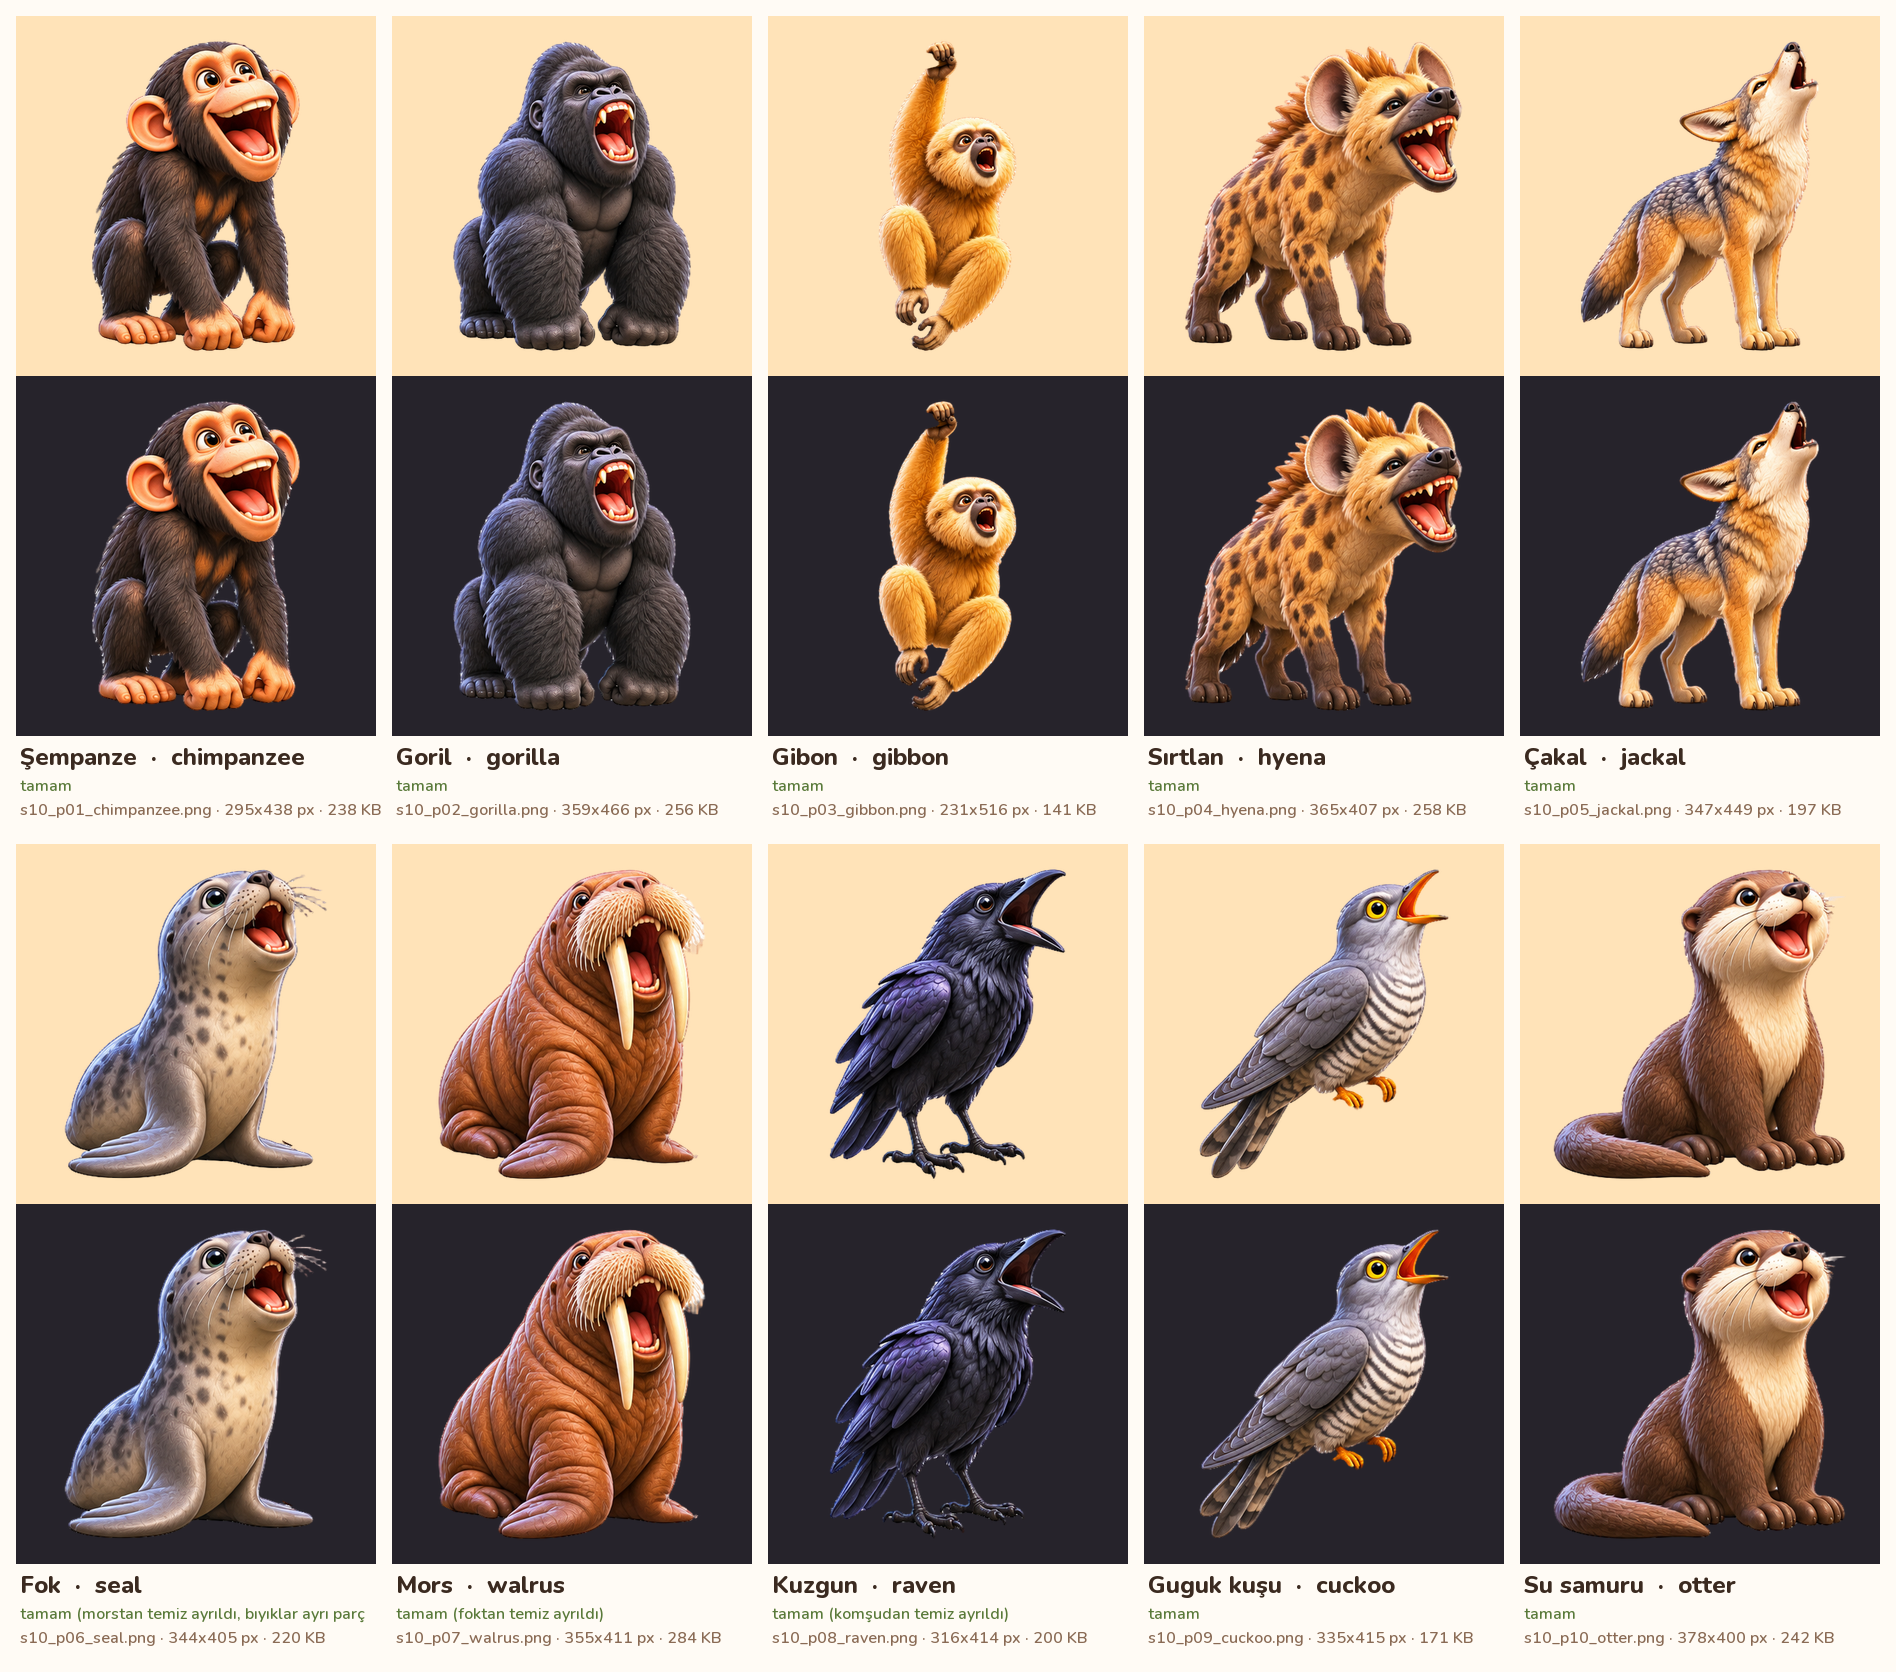 Şempanze · chimpanzee
tamam
s10_p01_chimpanzee.png · 295x438 px · 238 KB
Goril · gorilla
tamam
s10_p02_gorilla.png · 359x466 px · 256 KB
Gibon · gibbon
tamam
s10_p03_gibbon.png · 231x516 px · 141 KB
Sırtlan · hyena
tamam
s10_p04_hyena.png · 365x407 px · 258 KB
Çakal · jackal
tamam
s10_p05_jackal.png · 347x449 px · 197 KB
Fok · seal
tamam (morstan temiz ayrıldı, bıyıklar ayrı parç
s10_p06_seal.png · 344x405 px · 220 KB
Mors · walrus
tamam (foktan temiz ayrıldı)
s10_p07_walrus.png · 355x411 px · 284 KB
Kuzgun · raven
tamam (komşudan temiz ayrıldı)
s10_p08_raven.png · 316x414 px · 200 KB
Guguk kuşu · cuckoo
tamam
s10_p09_cuckoo.png · 335x415 px · 171 KB
Su samuru · otter
tamam
s10_p10_otter.png · 378x400 px · 242 KB